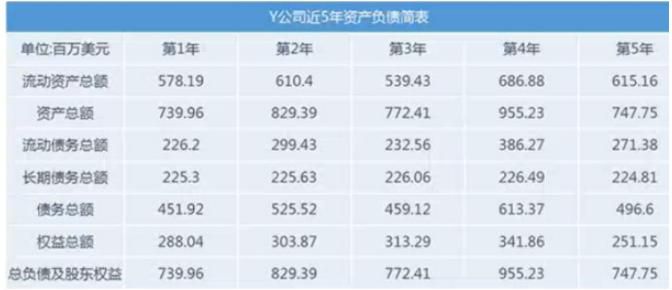 Y公司近5年资产负债简表
单位:百万美元 第1年 第2年 第3年 第4年 第5年
流动资产总额 578.19 610.4 539.43 686.88 615.16
资产总额 739.96 829.39 772.41 955.23 747.75
流动债务总额 226.2 299.43 232.56 386.27 271.38
长期债务总额 225.3 225.63 226.06 226.49 224.81
债务总额 451.92 525.52 459.12 613.37 496.6
权益总额 288.04 303.87 313.29 341.86 251.15
总负债及股东权益 739.96 829.39 772.41 955.23 747.75